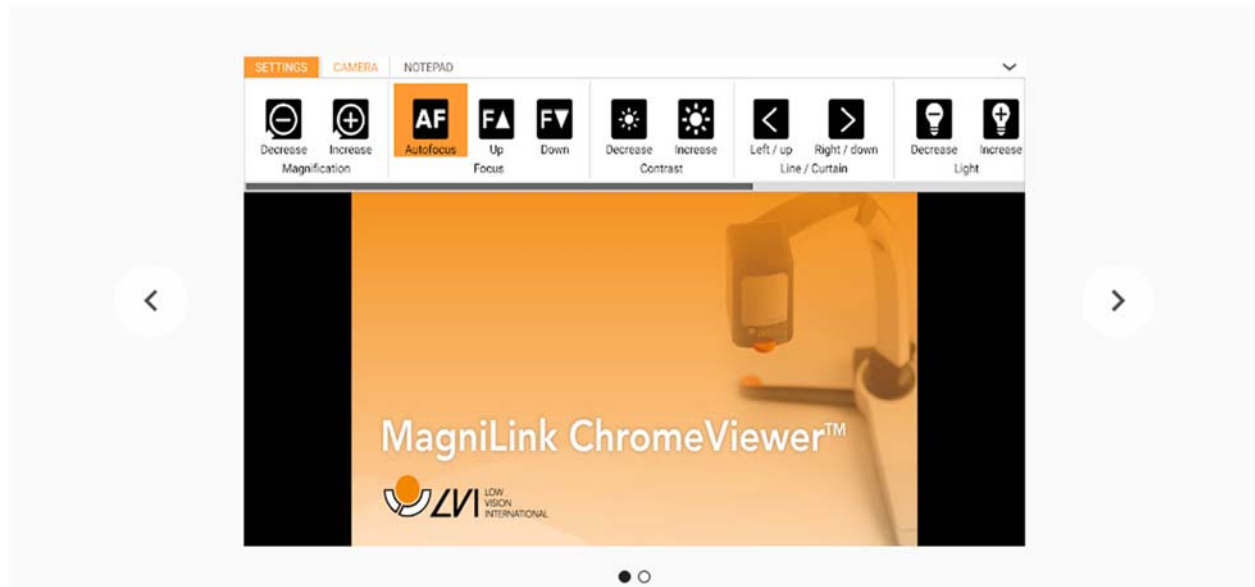 SETTINGS CAMERA NOTEPAD
AF F F
Decrease Increase Autofocus Up Down Decrease Increase Left / up Right / down Decrease Increase
Magnification Focus Contrast Line / Curtain Light
MagniLink ChromeViewer™
LVI LOW
VISION
INTERNATIONAL